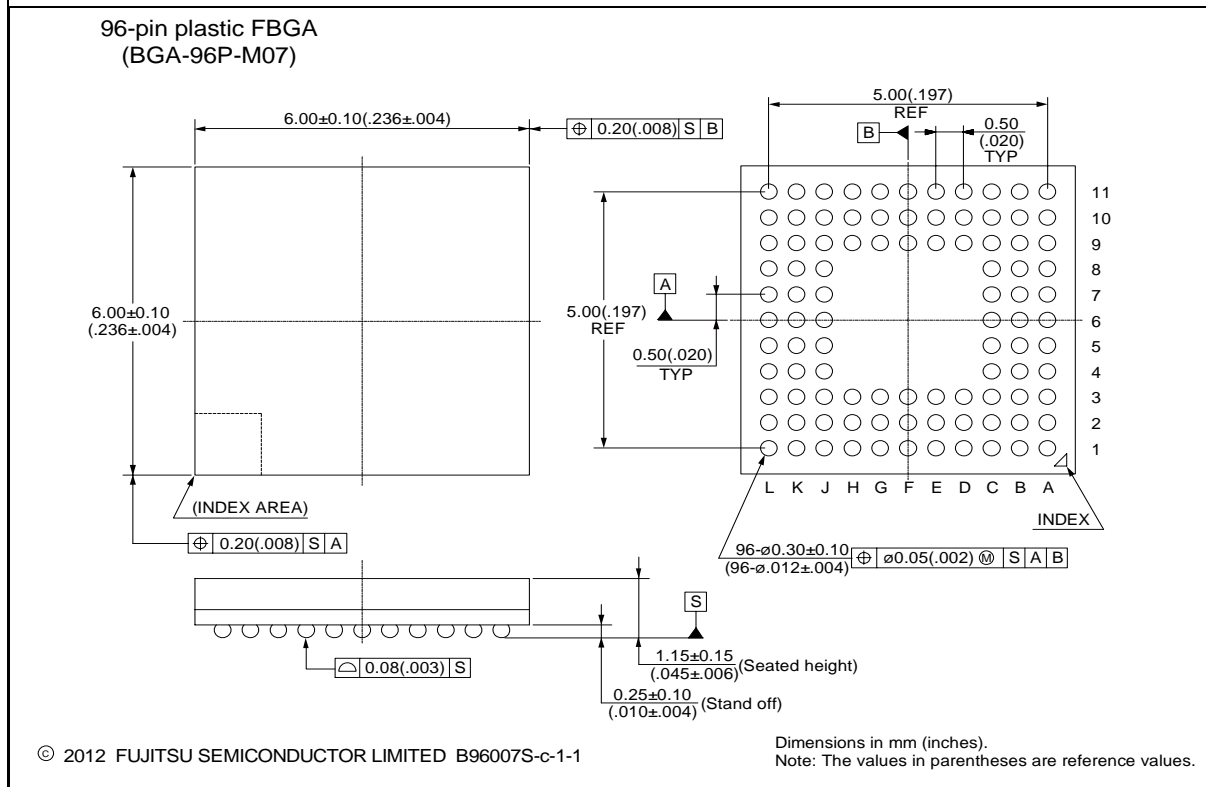 96-pin plastic FBGA
(BGA-96P-M07)
6.00±0.10(.236±.004)
⌖ 0.20(.008) S B
6.00±0.10
(.236±.004)
(INDEX AREA)
⌖ 0.20(.008) S A
5.00(.197)
REF
B
0.50
(.020)
TYP
A
5.00(.197)
REF
0.50(.020)
TYP
11
10
9
8
7
6
5
4
3
2
1
L K J H G F E D C B A
INDEX
96-ø0.30±0.10
(96-ø.012±.004)
⌖ ø0.05(.002) Ⓜ S A B
S
⌓ 0.08(.003) S
1.15±0.15
(.045±.006)
(Seated height)
0.25±0.10
(.010±.004)
(Stand off)
© 2012 FUJITSU SEMICONDUCTOR LIMITED B96007S-c-1-1
Dimensions in mm (inches).
Note: The values in parentheses are reference values.